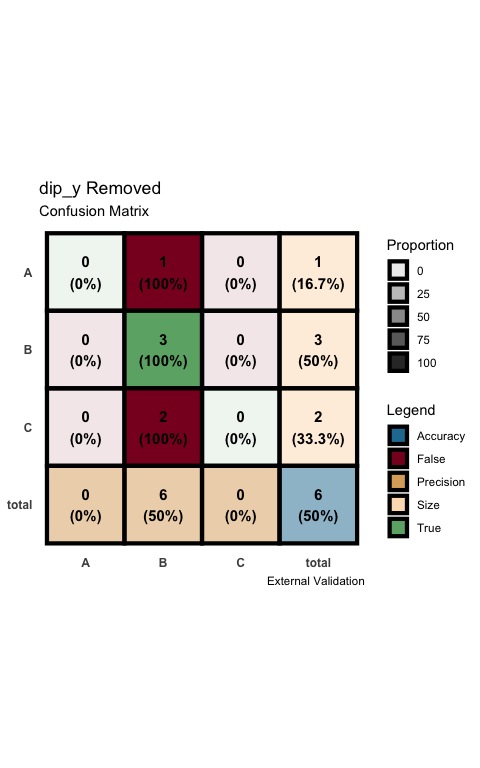 dip_y Removed
Confusion Matrix
A
0
(0%)
1
(100%)
0
(0%)
1
(16.7%)
B
0
(0%)
3
(100%)
0
(0%)
3
(50%)
C
0
(0%)
2
(100%)
0
(0%)
2
(33.3%)
total
0
(0%)
6
(50%)
0
(0%)
6
(50%)
A
B
C
total
External Validation
Proportion
0
25
50
75
100
Legend
Accuracy
False
Precision
Size
True